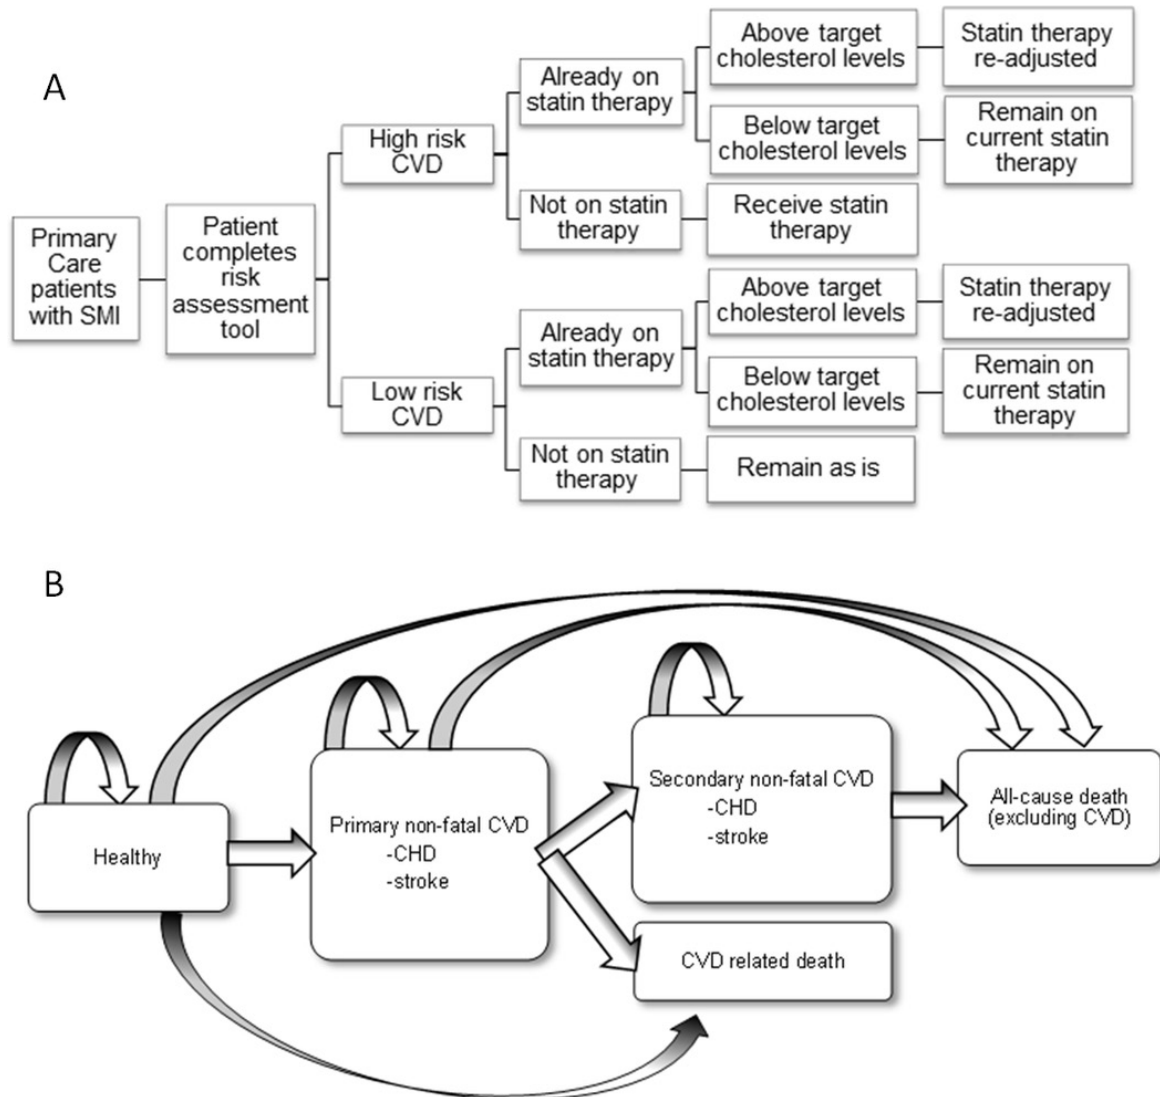 A
Primary
Care
patients
with SMI
Patient
completes
risk
assessment
tool
High risk
CVD
Already on
statin therapy
Above target
cholesterol levels
Statin therapy
re-adjusted
Below target
cholesterol levels
Remain on
current statin
therapy
Not on statin
therapy
Receive statin
therapy
Low risk
CVD
Already on
statin therapy
Above target
cholesterol levels
Statin therapy
re-adjusted
Below target
cholesterol levels
Remain on
current statin
therapy
Not on statin
therapy
Remain as is
B
Healthy
Primary non-fatal CVD
-CHD
-stroke
Secondary non-fatal CVD
-CHD
-stroke
CVD related death
All-cause death
(excluding CVD)